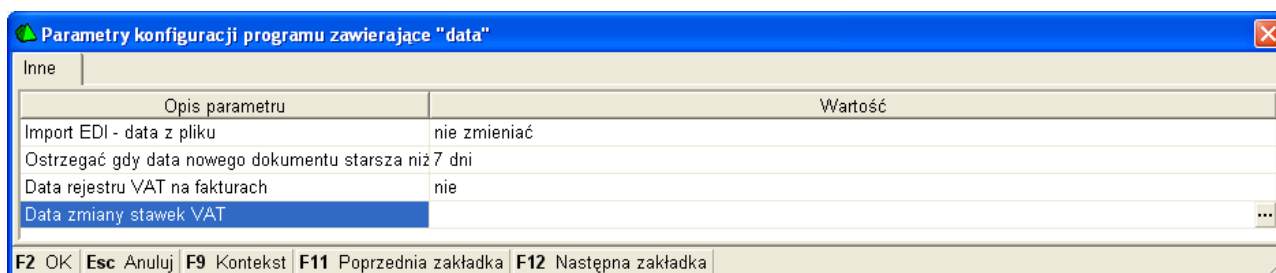 Parametry konfiguracji programu zawierające "data"
Inne
Opis parametru Wartość
Import EDI - data z pliku nie zmieniać
Ostrzegać gdy data nowego dokumentu starsza niż 7 dni
Data rejestru VAT na fakturach nie
Data zmiany stawek VAT ...
F2 OK Esc Anuluj F9 Kontekst F11 Poprzednia zakładka F12 Następna zakładka